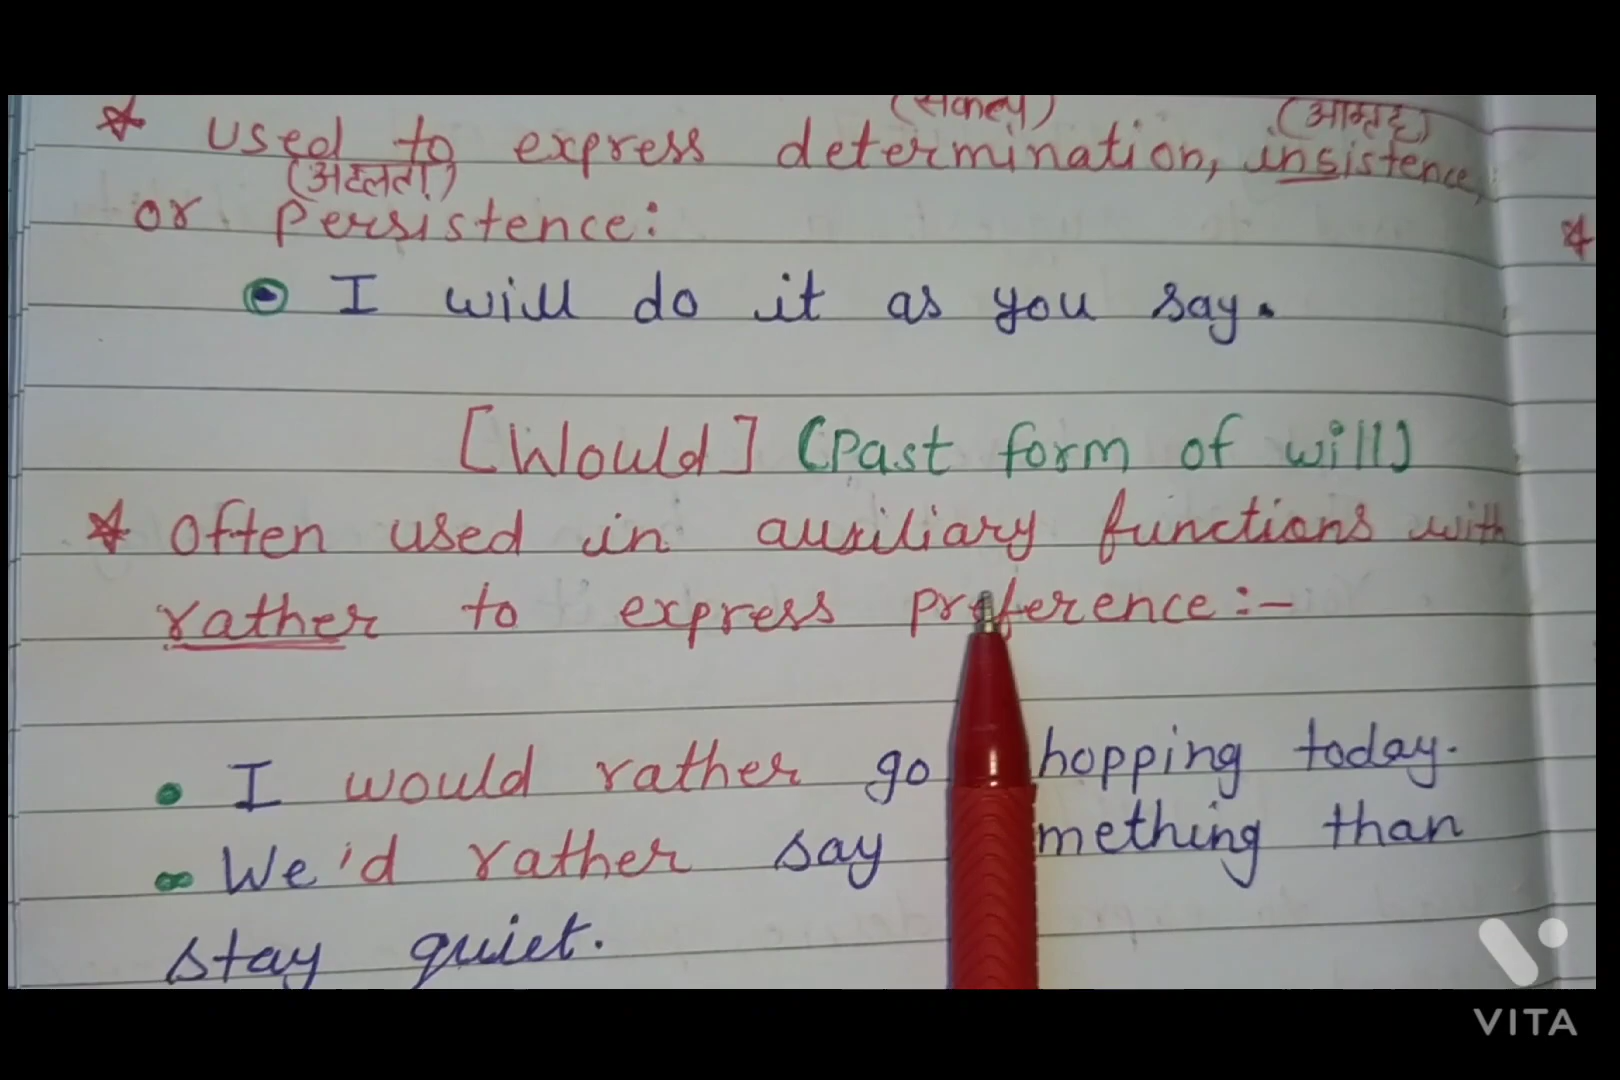 (संकल्प) (आग्रह)
* used to express determination, insistence,
(अटलता)
or Persistence:
I will do it as you say.
[Would] (Past form of will)
* Often used in auxiliary functions with
rather to express preference:-
I would rather go hopping today.
We'd rather say mething than
stay quiet.
VITA